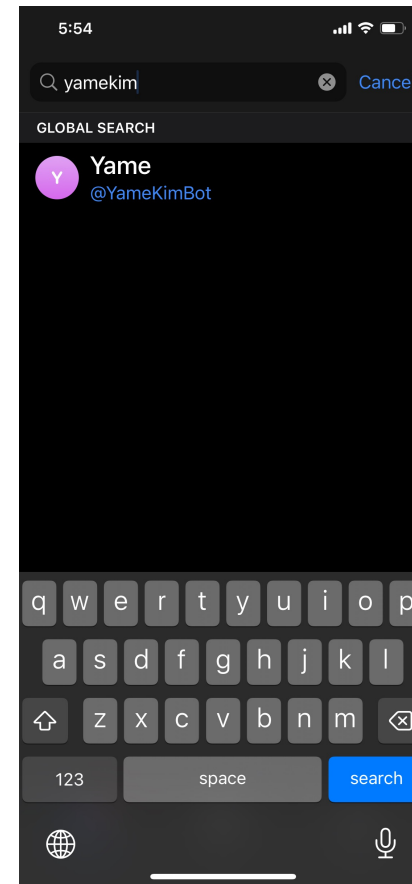 5:54
yamekim
Cance
GLOBAL SEARCH
Y
Yame
@YameKimBot
q w e r t y u i o p
a s d f g h j k l
z x c v b n m
123 space search